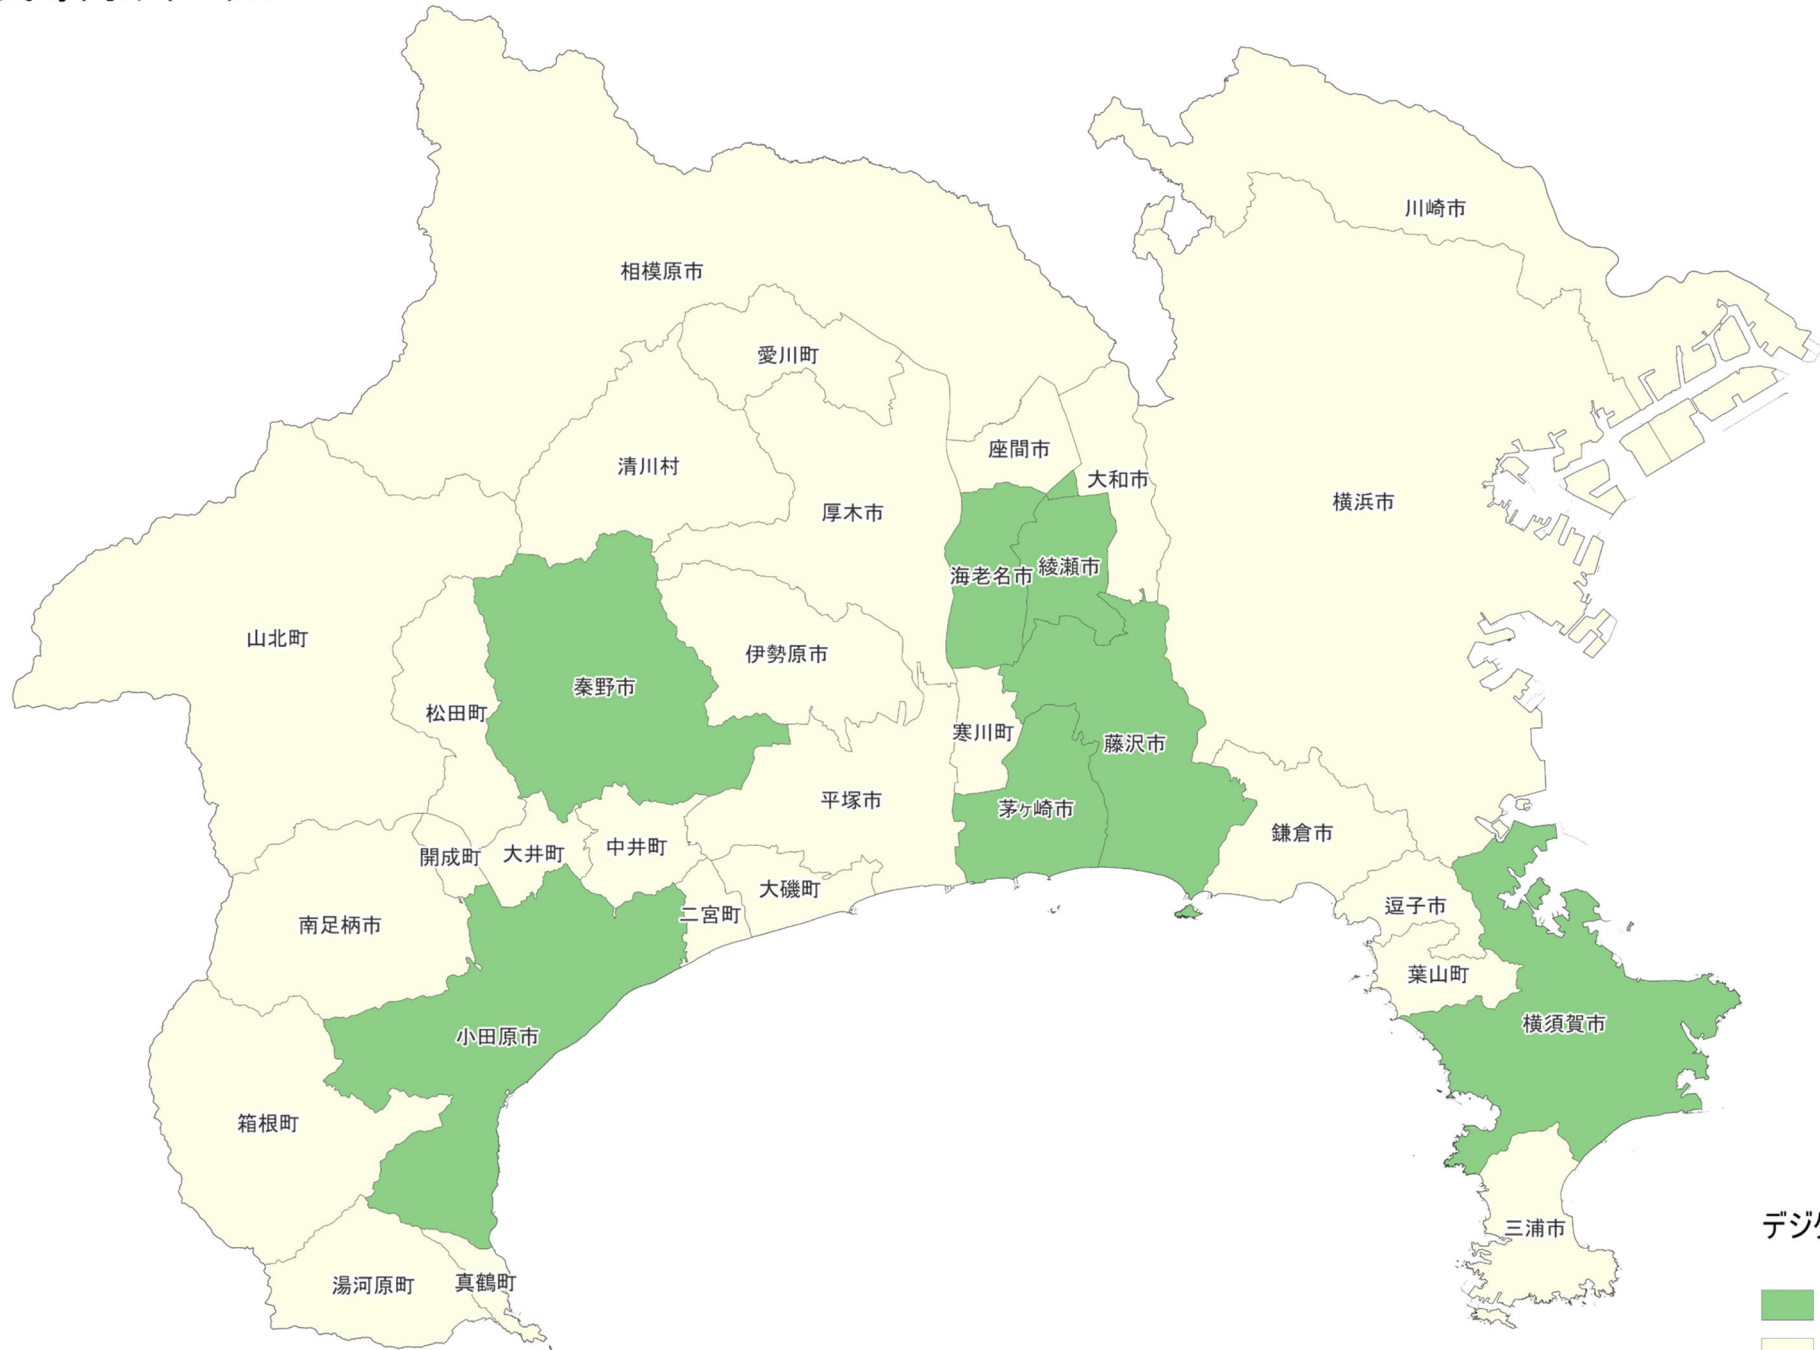 川崎市
相模原市
愛川町
座間市
清川村
大和市
横浜市
厚木市
海老名市
綾瀬市
山北町
伊勢原市
秦野市
松田町
寒川町
藤沢市
平塚市
茅ヶ崎市
鎌倉市
中井町
大井町
開成町
大磯町
逗子市
二宮町
南足柄市
葉山町
横須賀市
小田原市
箱根町
三浦市
デジ
真鶴町
湯河原町